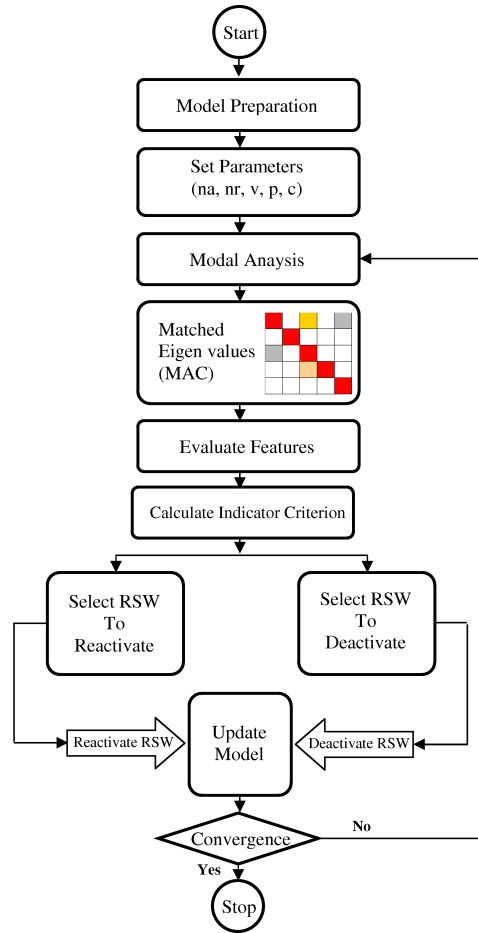 Start
Model Preparation
Set Parameters
(na, nr, v, p, c)
Modal Anaysis
Matched
Eigen values
(MAC)
Evaluate Features
Calculate Indicator Criterion
Select RSW
To
Reactivate
Select RSW
To
Deactivate
Reactivate RSW
Update
Model
Deactivate RSW
Convergence
No
Yes
Stop